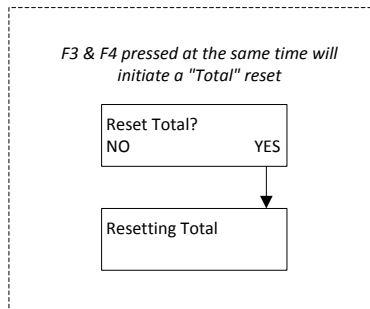 F3 & F4 pressed at the same time will
initiate a "Total" reset
Reset Total?
NO YES
Resetting Total